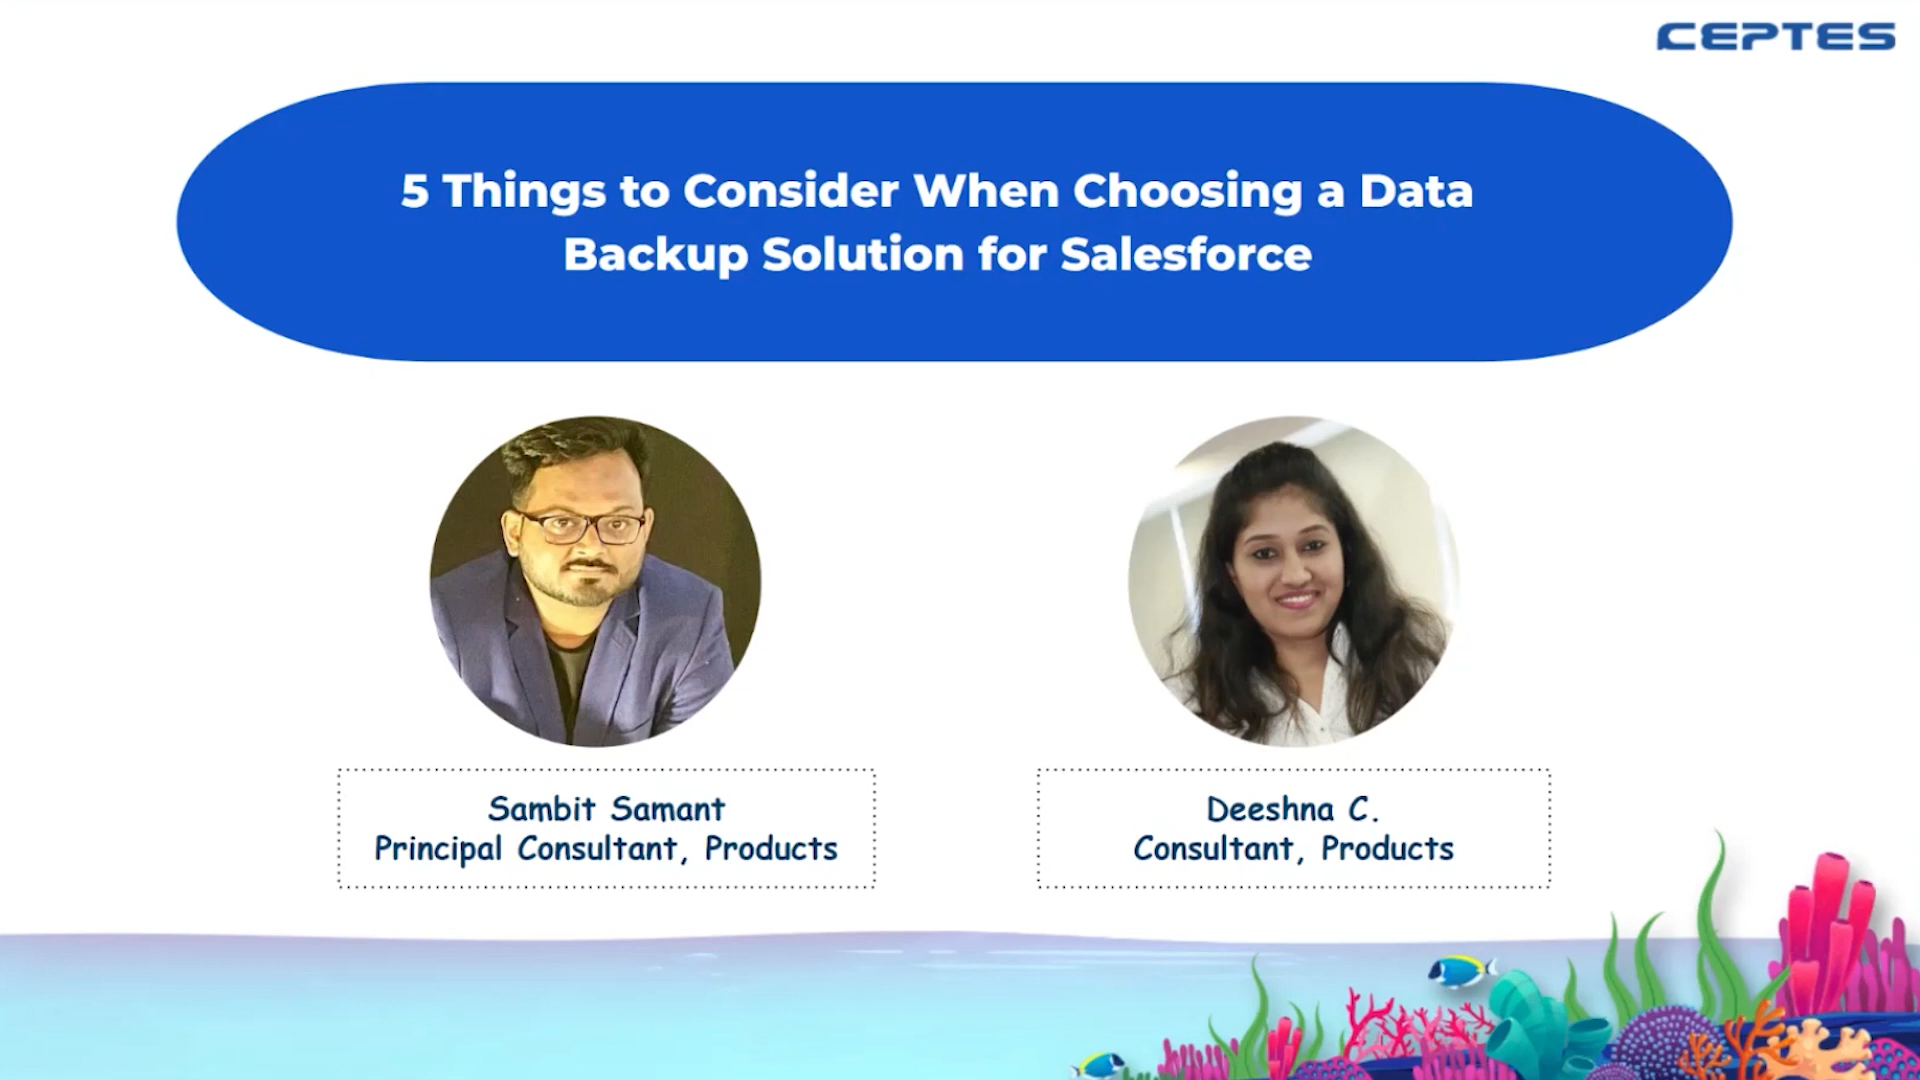 CEPTES
5 Things to Consider When Choosing a Data
Backup Solution for Salesforce
Sambit Samant
Principal Consultant, Products
Deeshna C.
Consultant, Products